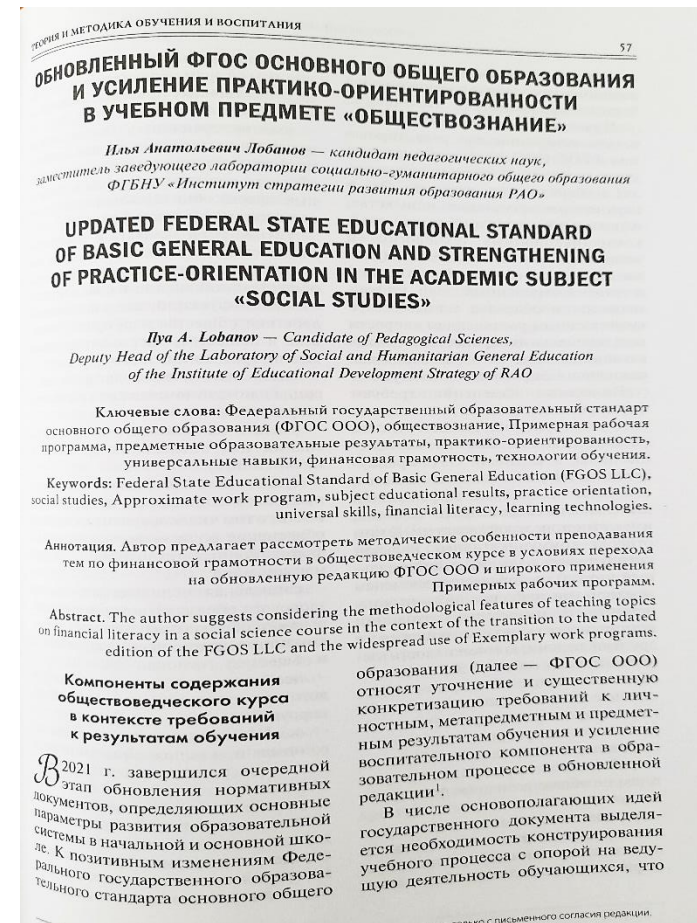 ТЕОРИЯ И МЕТОДИКА ОБУЧЕНИЯ И ВОСПИТАНИЯ
57
ОБНОВЛЕННЫЙ ФГОС ОСНОВНОГО ОБЩЕГО ОБРАЗОВАНИЯ
И УСИЛЕНИЕ ПРАКТИКО-ОРИЕНТИРОВАННОСТИ
В УЧЕБНОМ ПРЕДМЕТЕ «ОБЩЕСТВОЗНАНИЕ»
Илья Анатольевич Лобанов — кандидат педагогических наук,
заместитель заведующего лаборатории социально-гуманитарного общего образования
ФГБНУ «Институт стратегии развития образования РАО»
UPDATED FEDERAL STATE EDUCATIONAL STANDARD
OF BASIC GENERAL EDUCATION AND STRENGTHENING
OF PRACTICE-ORIENTATION IN THE ACADEMIC SUBJECT
«SOCIAL STUDIES»
Пуа A. Lobanov — Candidate of Pedagogical Sciences,
Deputy Head of the Laboratory of Social and Humanitarian General Education
of the Institute of Educational Development Strategy of RAO
Ключевые слова: Федеральный государственный образовательный стандарт
основного общего образования (ФГОС ООО), обществознание, Примерная рабочая
программа, предметные образовательные результаты, практико-ориентированность,
универсальные навыки, финансовая грамотность, технологии обучения.
Keywords: Federal State Educational Standard of Basic General Education (FGOS LLC),
social studies, Approximate work program, subject educational results, practice orientation,
universal skills, financial literacy, learning technologies.
Аннотация. Автор предлагает рассмотреть методические особенности преподавания
тем по финансовой грамотности в обществоведческом курсе в условиях перехода
на обновленную редакцию ФГОС ООО и широкого применения
Примерных рабочих программ.
Abstract. The author suggests considering the methodological features of teaching topics
on financial literacy in a social science course in the context of the transition to the updated
edition of the FGOS LLC and the widespread use of Exemplary work programs.
Компоненты содержания
обществоведческого курса
в контексте требований
к результатам обучения
В 2021 г. завершился очередной
этап обновления нормативных
документов, определяющих основные
параметры развития образовательной
системы в начальной и основной шко-
ле. К позитивным изменениям Феде-
рального государственного образова-
тельного стандарта основного общего
образования (далее — ФГОС ООО)
относят уточнение и существенную
конкретизацию требований к лич-
ностным, метапредметным и предмет-
ным результатам обучения и усиление
воспитательного компонента в обра-
зовательном процессе в обновленной
редакции¹.
В числе основополагающих идей
государственного документа выделя-
ется необходимость конструирования
учебного процесса с опорой на веду-
щую деятельность обучающихся, что
только с письменного согласия редакции.